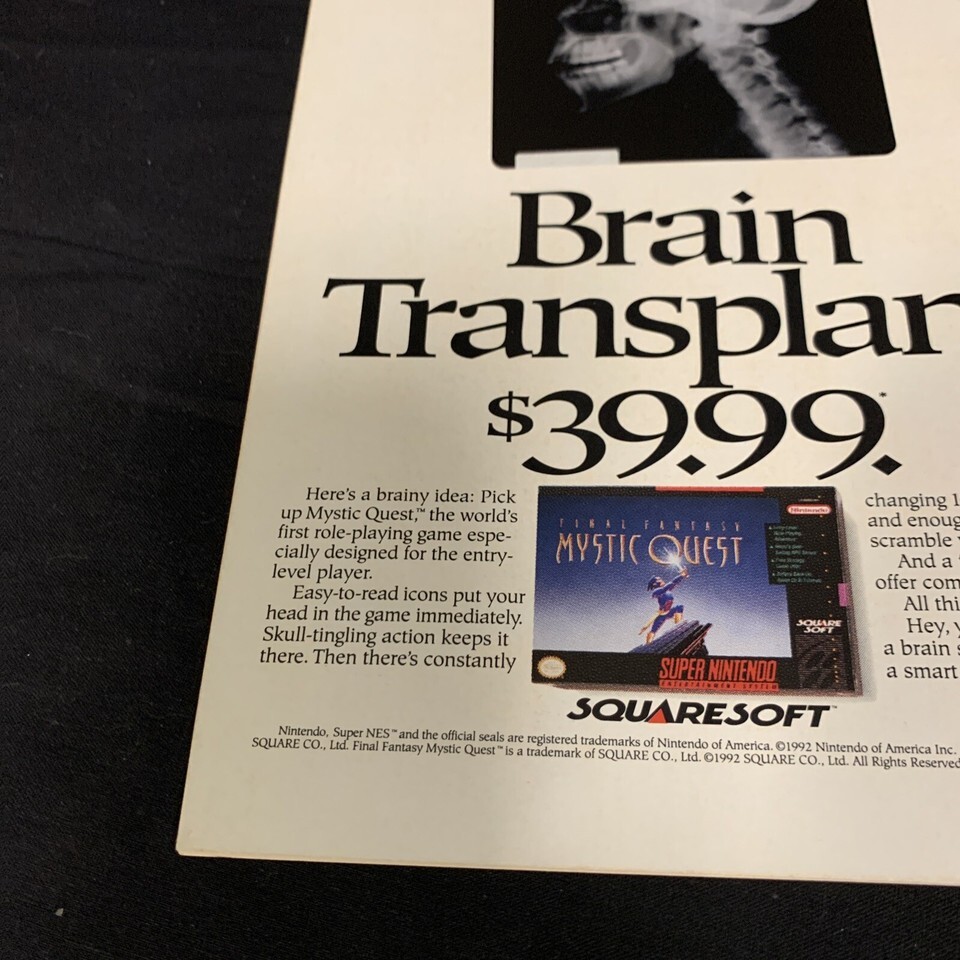 Brain
Transplan
$39.99.*
Here's a brainy idea: Pick
up Mystic Quest,™ the world's
first role-playing game espe-
cially designed for the entry-
level player.
Easy-to-read icons put your
head in the game immediately.
Skull-tingling action keeps it
there. Then there's constantly
FINAL FANTASY
MYSTIC QUEST
Nintendo
SQUARE
SOFT
SUPER NINTENDO
ENTERTAINMENT SYSTEM
SQUARESOFT™
changing 1
and enoug
scramble
And a
offer com
All thi
Hey, y
a brain s
a smart
Nintendo, Super NES™ and the official seals are registered trademarks of Nintendo of America. ©1992 Nintendo of America Inc.
SQUARE CO., Ltd. Final Fantasy Mystic Quest™ is a trademark of SQUARE CO., Ltd. ©1992 SQUARE CO., Ltd. All Rights Reserved